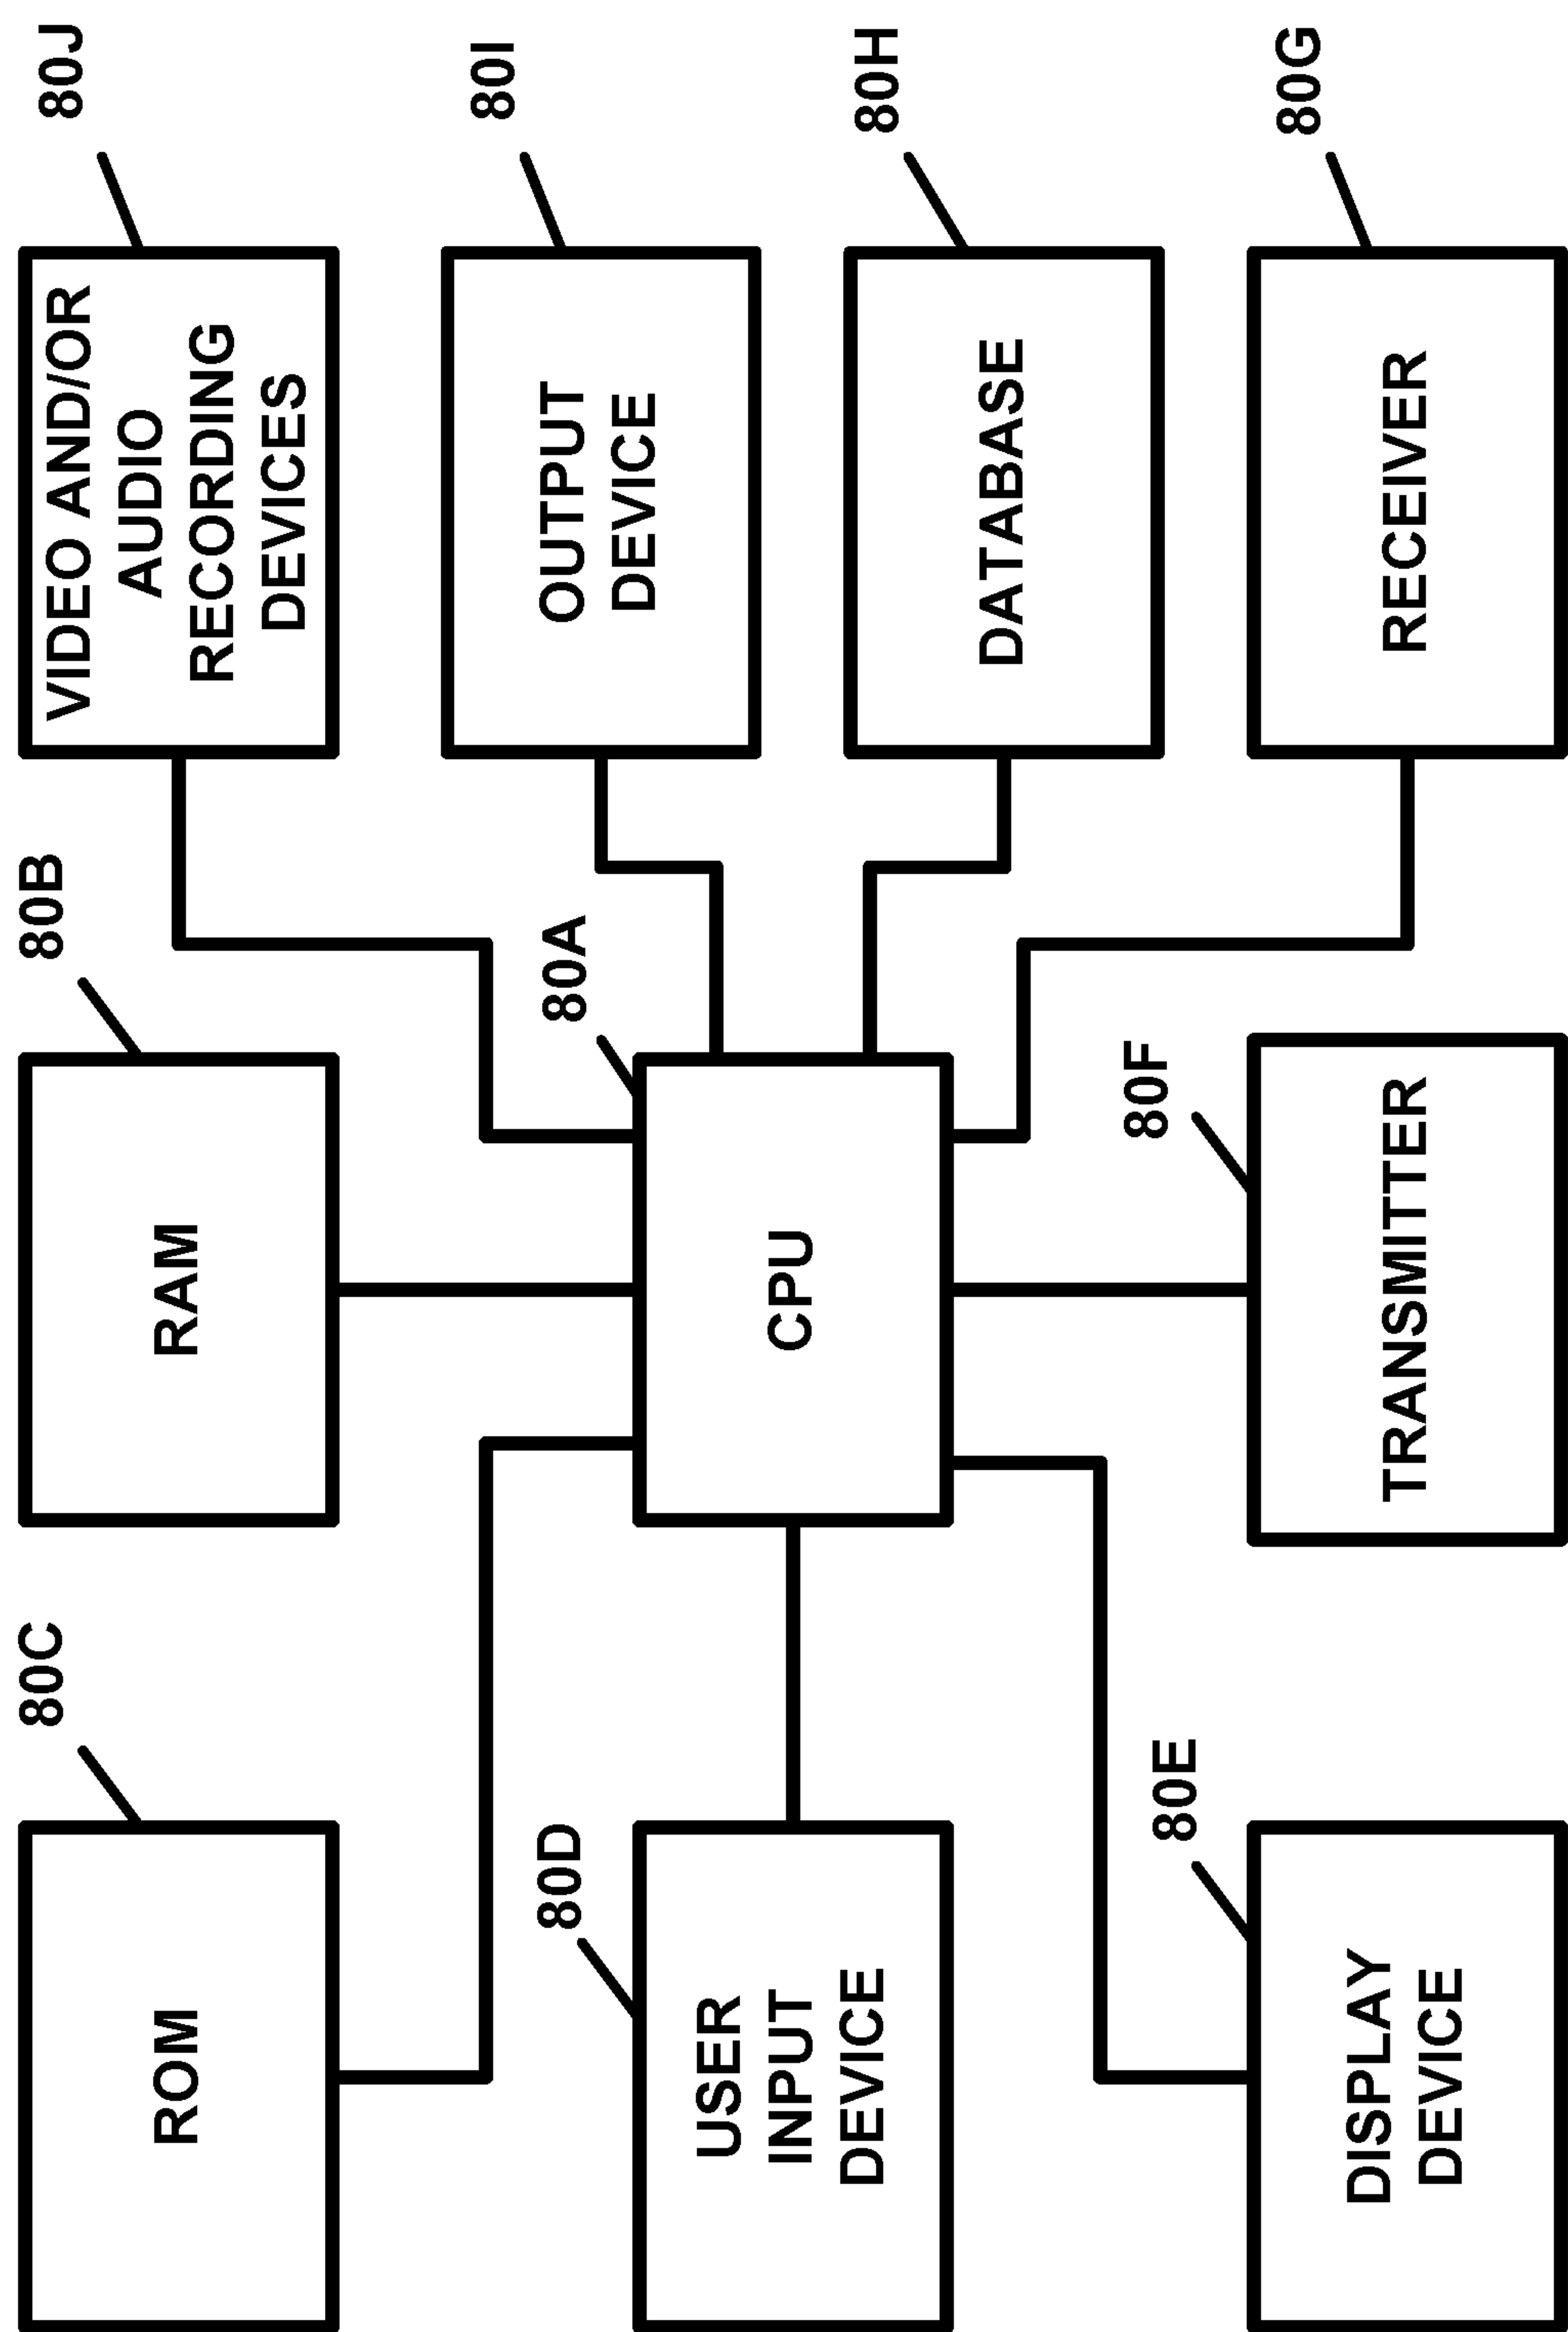 80C
ROM
80B
RAM
80J
VIDEO AND/OR
AUDIO
RECORDING
DEVICES
80D
USER
INPUT
DEVICE
80A
CPU
80I
OUTPUT
DEVICE
80H
DATABASE
80E
DISPLAY
DEVICE
80F
TRANSMITTER
80G
RECEIVER